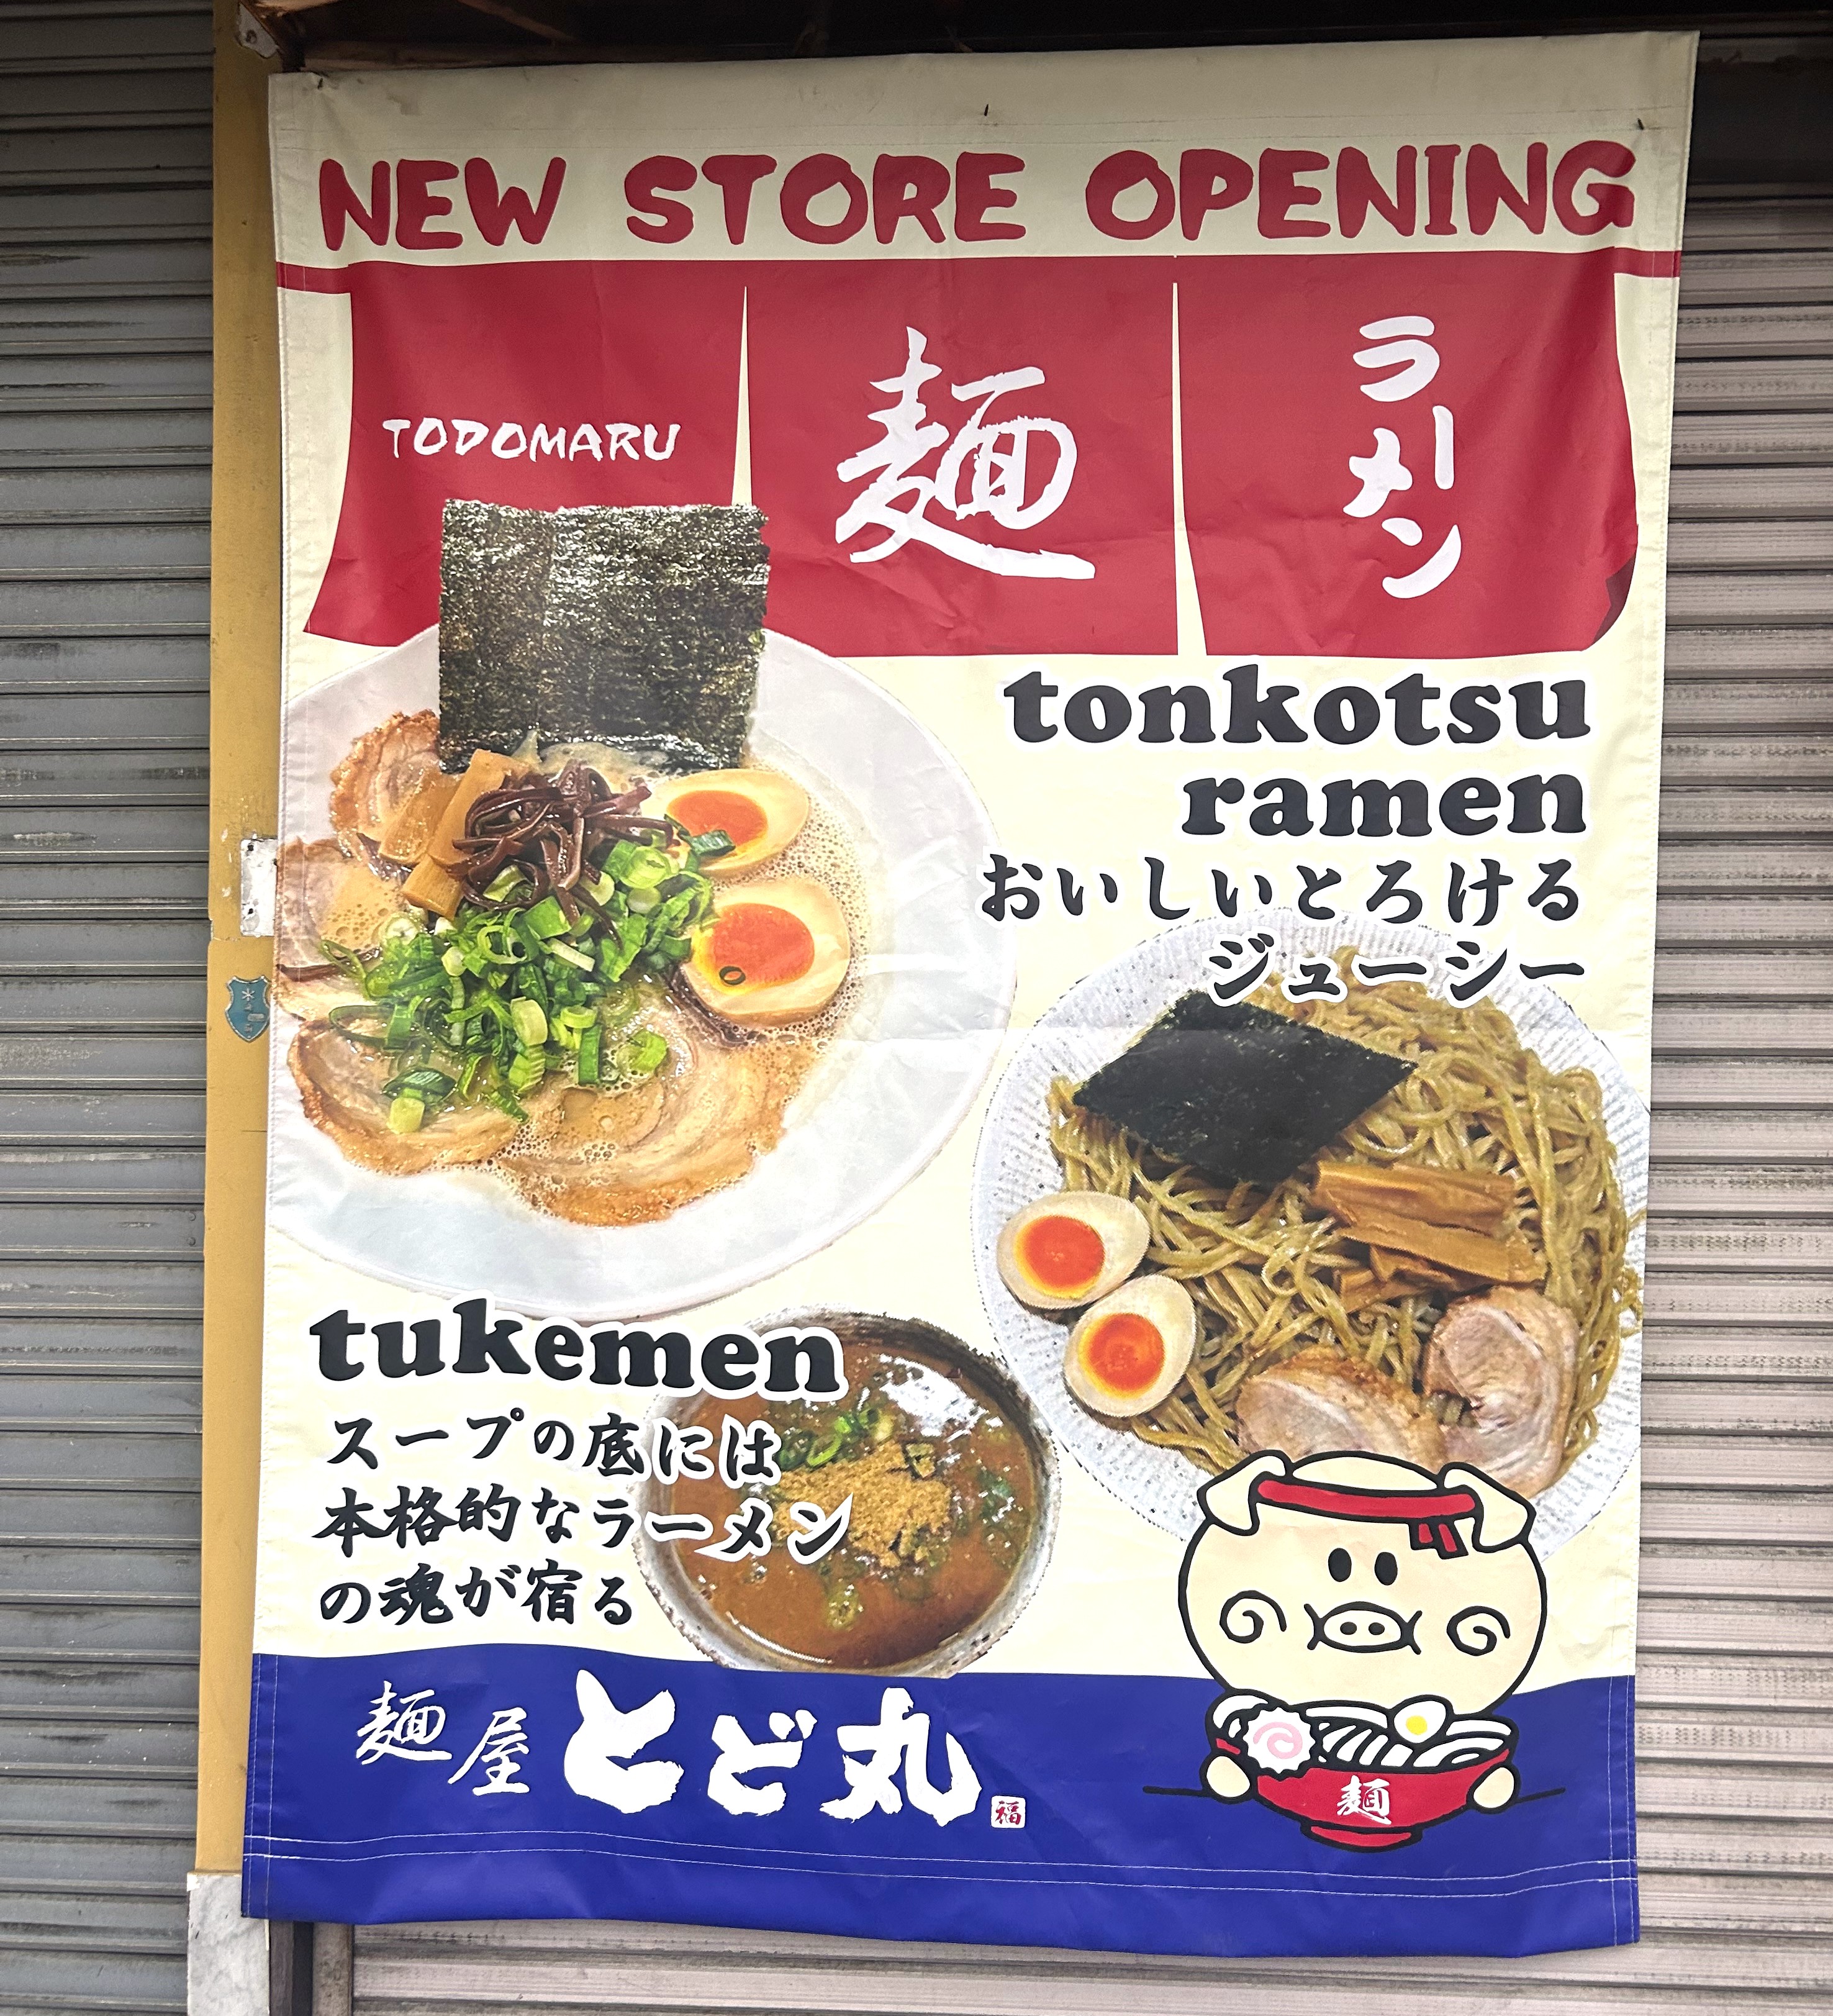 NEW STORE OPENING
TODOMARU
麺
ラーメン
tonkotsu
ramen
おいしいとろける
ジューシー
tukemen
スープの底には
本格的なラーメン
の魂が宿る
麺屋 とど丸
福
麺